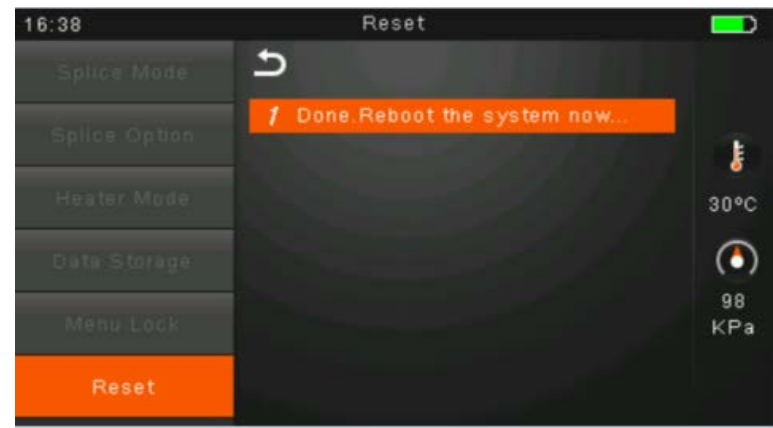 16:38
Reset
Splice Mode
Splice Option
Heater Mode
Data Storage
Menu Lock
Reset
1 Done.Reboot the system now...
30ºC
98
KPa